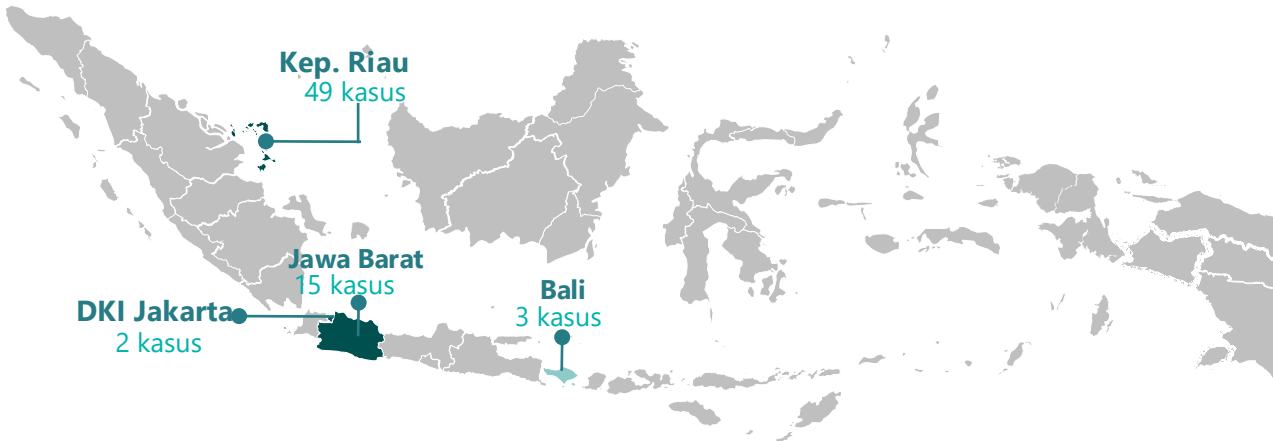 Kep. Riau
49 kasus
Jawa Barat
15 kasus
DKI Jakarta
2 kasus
Bali
3 kasus